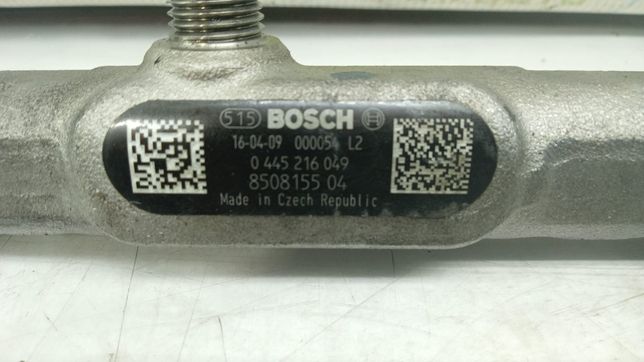 515 BOSCH
16-04-09 000054 L2
0 445 216 049
8508155 04
Made in Czech Republic